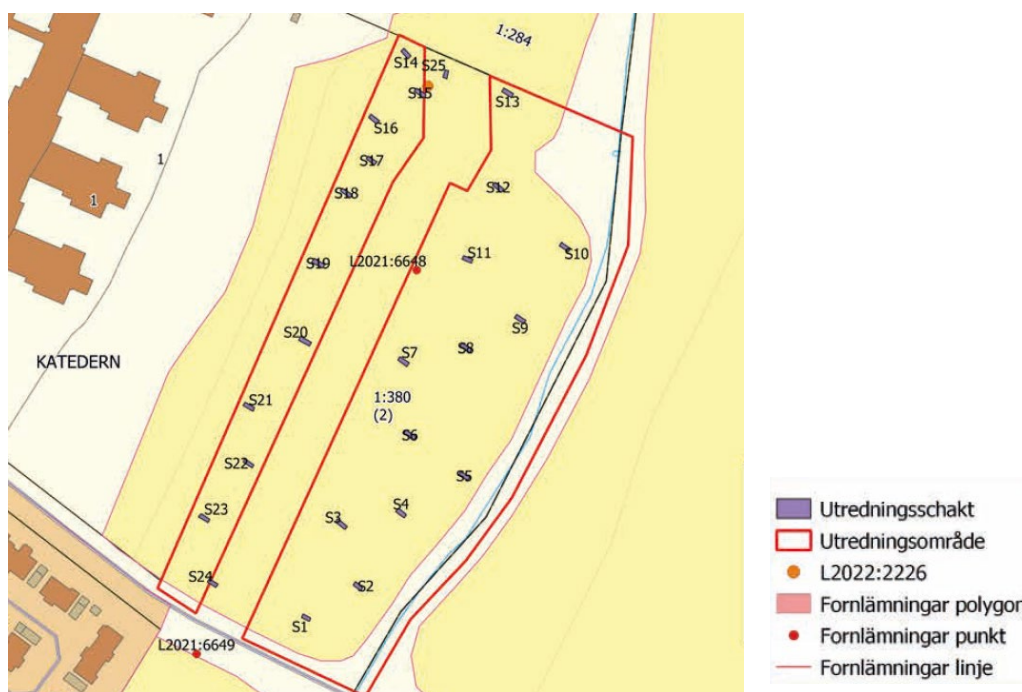 1:284
S14
S25
S15
S13
S16
1
S17
S12
1
S18
S10
S11
S19
L2021:6648
S9
S20
S8
S7
KATEDERN
1:380
(2)
S21
S6
S22
S5
S23
S4
S3
S24
S2
S1
L2021:6649
Utredningsschakt
Utredningsområde
L2022:2226
Fornlämningar polygon
Fornlämningar punkt
Fornlämningar linje